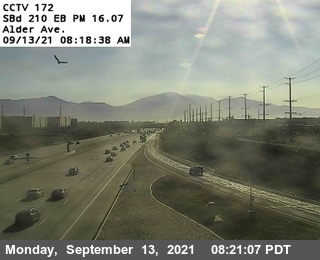 CCTV 172
SBd 210 EB PM 16.07
Alder Ave.
09/13/21 08:18:38 AM
Monday, September 13, 2021 08:21:07 PDT